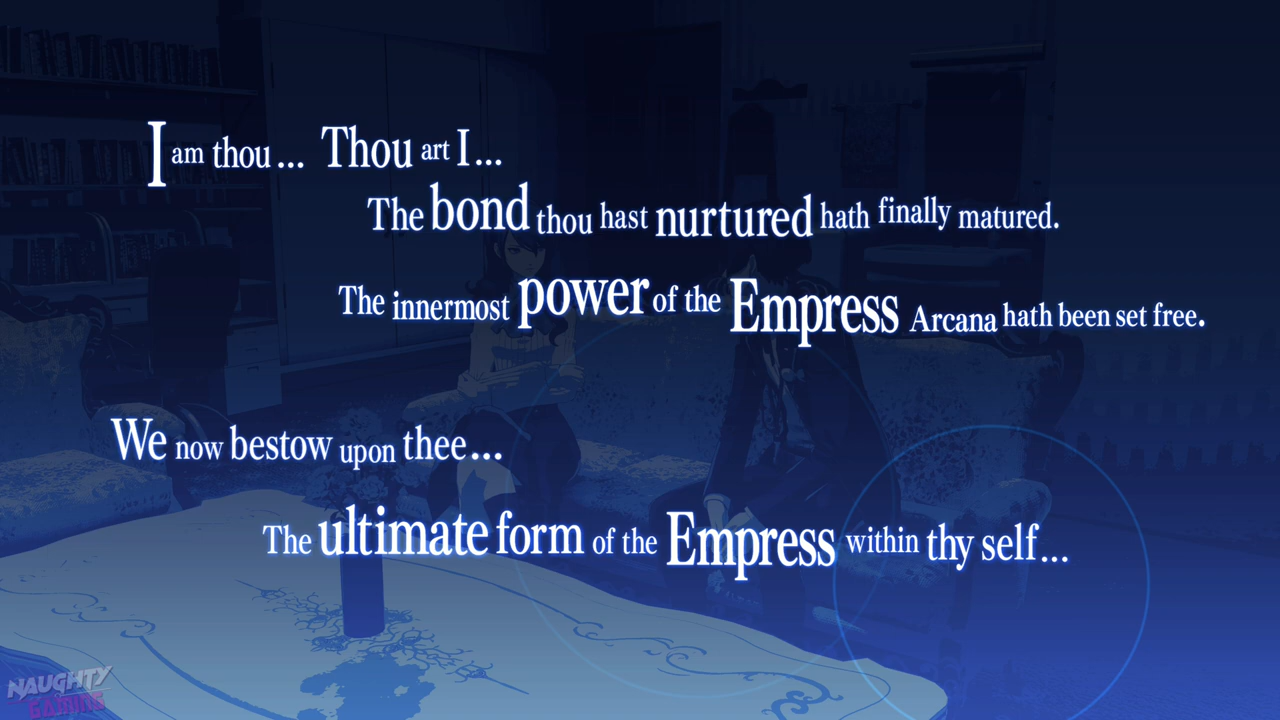 I am thou... Thou art I...
The bond thou hast nurtured hath finally matured.
The innermost power of the Empress Arcana hath been set free.
We now bestow upon thee...
The ultimate form of the Empress within thy self...
NAUGHTY
GAMING